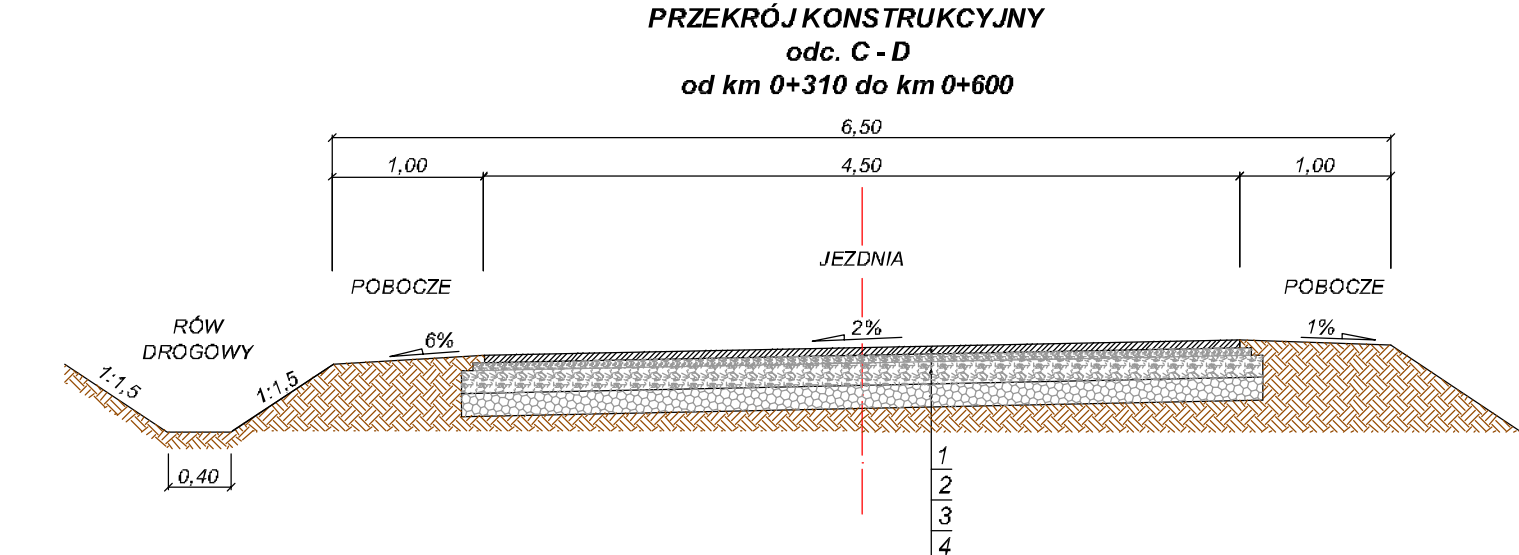 PRZEKRÓJ KONSTRUKCYJNY
odc. C - D
od km 0+310 do km 0+600
6,50
1,00
4,50
1,00
JEZDNIA
POBOCZE
POBOCZE
RÓW
DROGOWY
6%
2%
1%
1:1,5
1:1,5
0,40
1
2
3
4